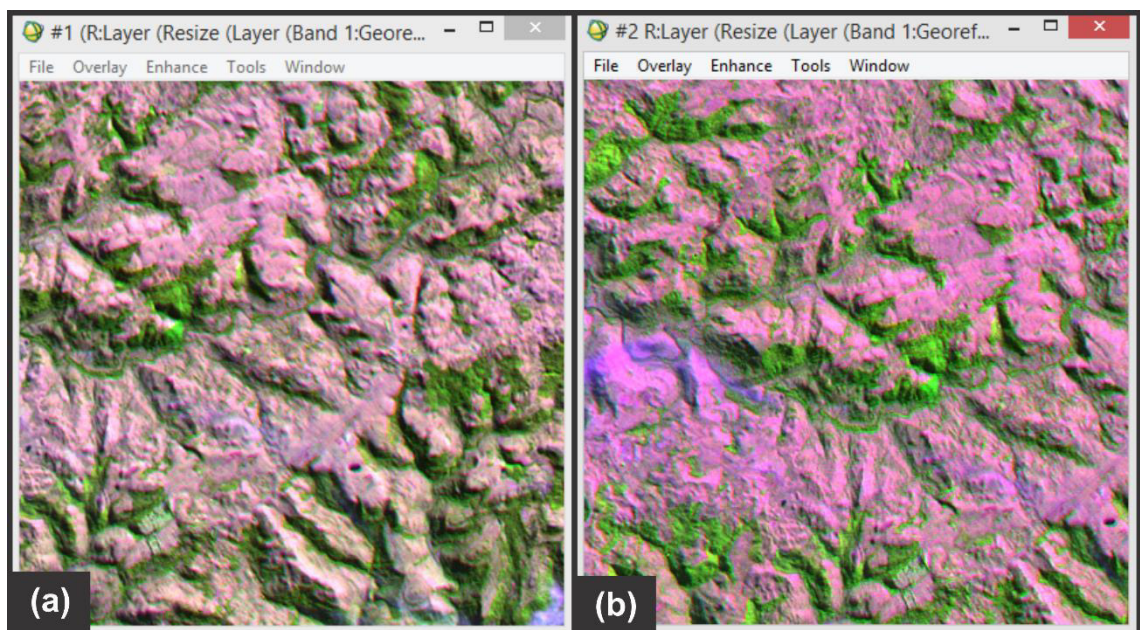 #1 (R:Layer (Resize (Layer (Band 1:Geore...
File Overlay Enhance Tools Window
(a)
#2 R:Layer (Resize (Layer (Band 1:Georef...
File Overlay Enhance Tools Window
(b)